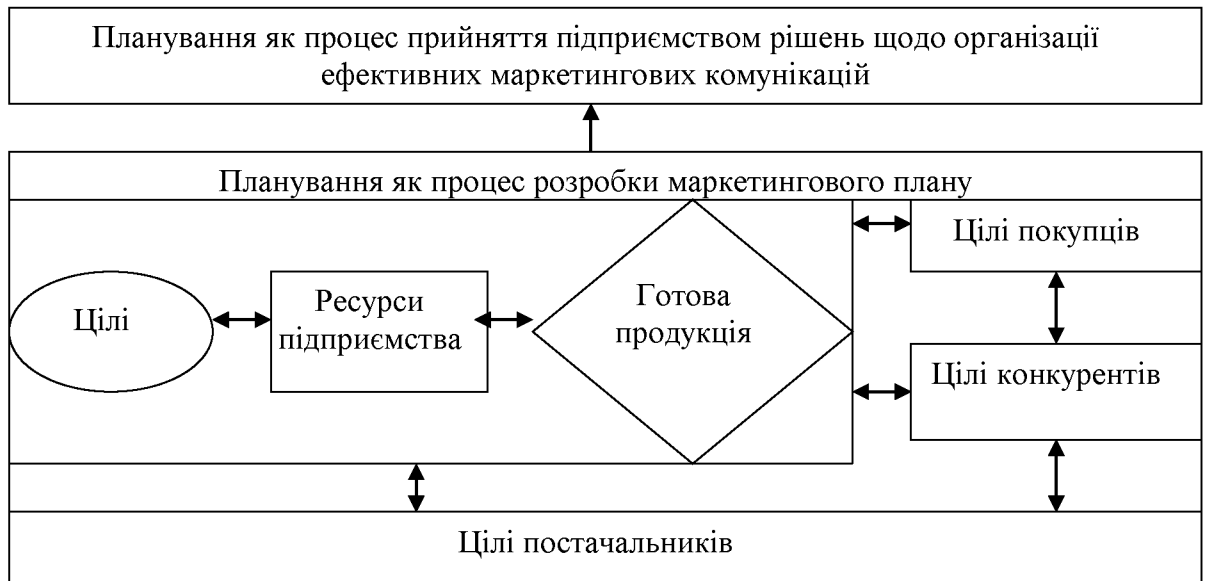 Планування як процес прийняття підприємством рішень щодо організації
ефективних маркетингових комунікацій
Планування як процес розробки маркетингового плану
Цілі
Ресурси
підприємства
Готова
продукція
Цілі покупців
Цілі конкурентів
Цілі постачальників